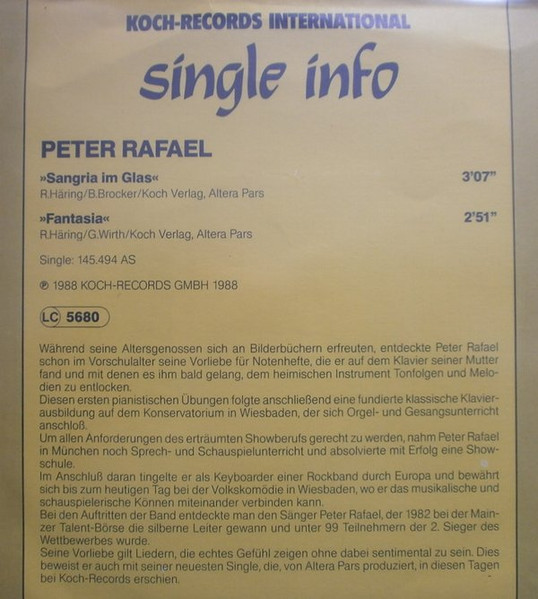 KOCH-RECORDS INTERNATIONAL
single info
PETER RAFAEL
»Sangria im Glas« 3'07"
R.Häring/B.Brocker/Koch Verlag, Altera Pars
»Fantasia« 2'51"
R.Häring/G.Wirth/Koch Verlag, Altera Pars
Single: 145.494 AS
℗ 1988 KOCH-RECORDS GMBH 1988
LC 5680
Während seine Altersgenossen sich an Bilderbüchern erfreuten, entdeckte Peter Rafael
schon im Vorschulalter seine Vorliebe für Notenhefte, die er auf dem Klavier seiner Mutter
fand und mit denen es ihm bald gelang, dem heimischen Instrument Tonfolgen und Melo-
dien zu entlocken.
Diesen ersten pianistischen Übungen folgte anschließend eine fundierte klassische Klavier-
ausbildung auf dem Konservatorium in Wiesbaden, der sich Orgel- und Gesangsunterricht
anschloß.
Um allen Anforderungen des erträumten Showberufs gerecht zu werden, nahm Peter Rafael
in München noch Sprech- und Schauspielunterricht und absolvierte mit Erfolg eine Show-
schule.
Im Anschluß daran tingelte er als Keyboarder einer Rockband durch Europa und bewährt
sich bis zum heutigen Tag bei der Volkskomödie in Wiesbaden, wo er das musikalische und
schauspielerische Können miteinander verbinden kann.
Bei den Auftritten der Band entdeckte man den Sänger Peter Rafael, der 1982 bei der Main-
zer Talent-Börse die silberne Leiter gewann und unter 99 Teilnehmern der 2. Sieger des
Wettbewerbes wurde.
Seine Vorliebe gilt Liedern, die echtes Gefühl zeigen ohne dabei sentimental zu sein. Dies
beweist er auch mit seiner neuesten Single, die, von Altera Pars produziert, in diesen Tagen
bei Koch-Records erschien.